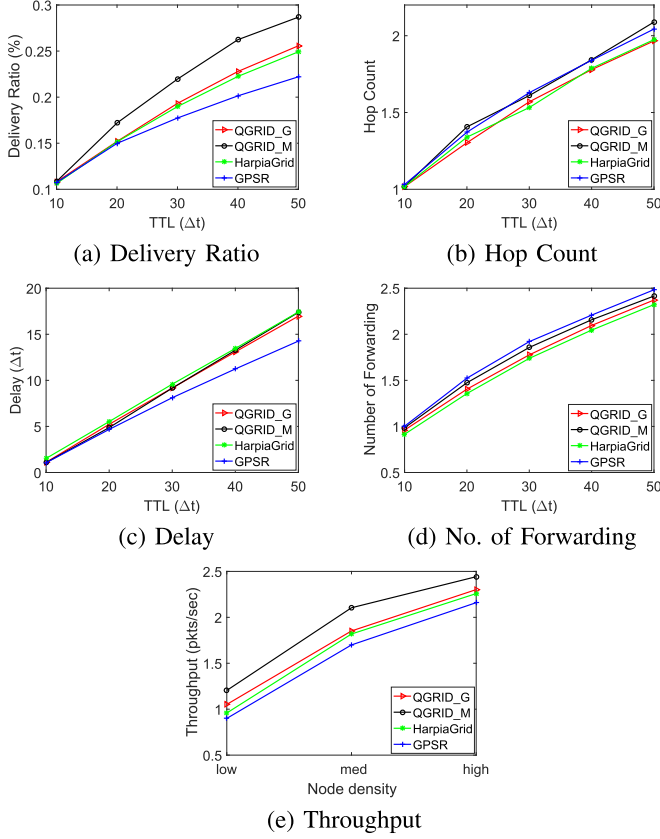 0.3
0.25
0.2
0.15
0.1
Delivery Ratio (%)
QGRID_G
QGRID_M
HarpiaGrid
GPSR
10 20 30 40 50
TTL (Δt)
(a) Delivery Ratio
2
1.5
1
Hop Count
QGRID_G
QGRID_M
HarpiaGrid
GPSR
10 20 30 40 50
TTL (Δt)
(b) Hop Count
20
15
10
5
0
Delay (Δt)
QGRID_G
QGRID_M
HarpiaGrid
GPSR
10 20 30 40 50
TTL (Δt)
(c) Delay
2.5
2
1.5
1
0.5
Number of Forwarding
QGRID_G
QGRID_M
HarpiaGrid
GPSR
10 20 30 40 50
TTL (Δt)
(d) No. of Forwarding
2.5
2
1.5
1
0.5
Throughput (pkts/sec)
QGRID_G
QGRID_M
HarpiaGrid
GPSR
low med high
Node density
(e) Throughput